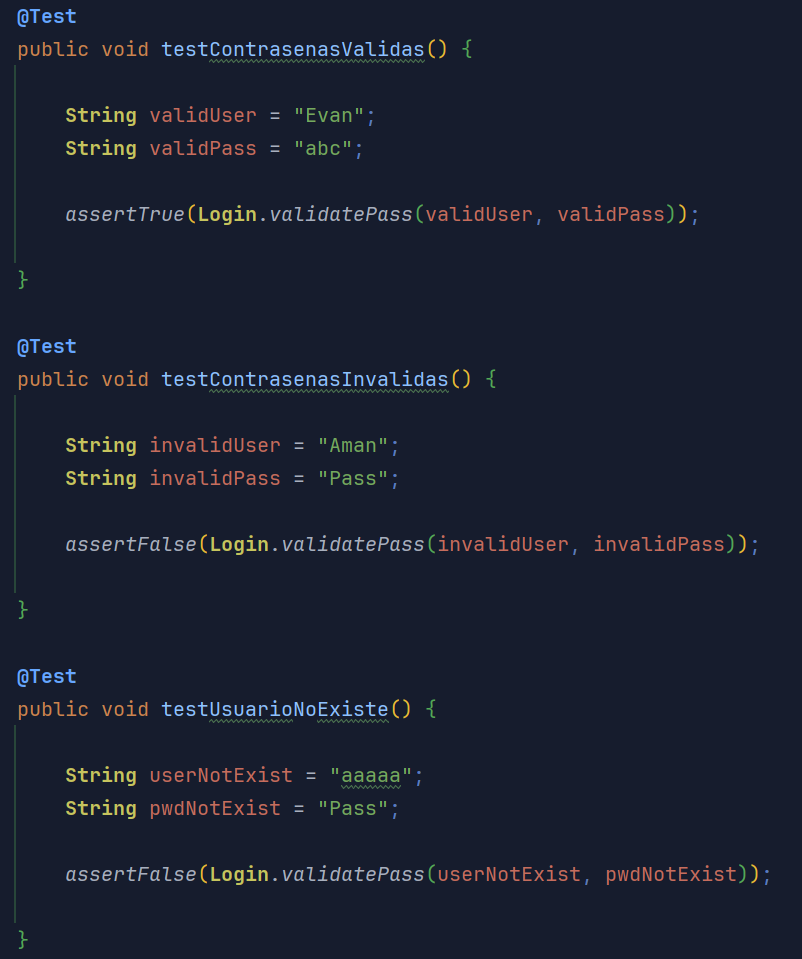 @Test
public void testContrasenasValidas() {
String validUser = "Evan";
String validPass = "abc";
assertTrue(Login.validatePass(validUser, validPass));
}
@Test
public void testContrasenasInvalidas() {
String invalidUser = "Aman";
String invalidPass = "Pass";
assertFalse(Login.validatePass(invalidUser, invalidPass));
}
@Test
public void testUsuarioNoExiste() {
String userNotExist = "aaaaa";
String pwdNotExist = "Pass";
assertFalse(Login.validatePass(userNotExist, pwdNotExist));
}